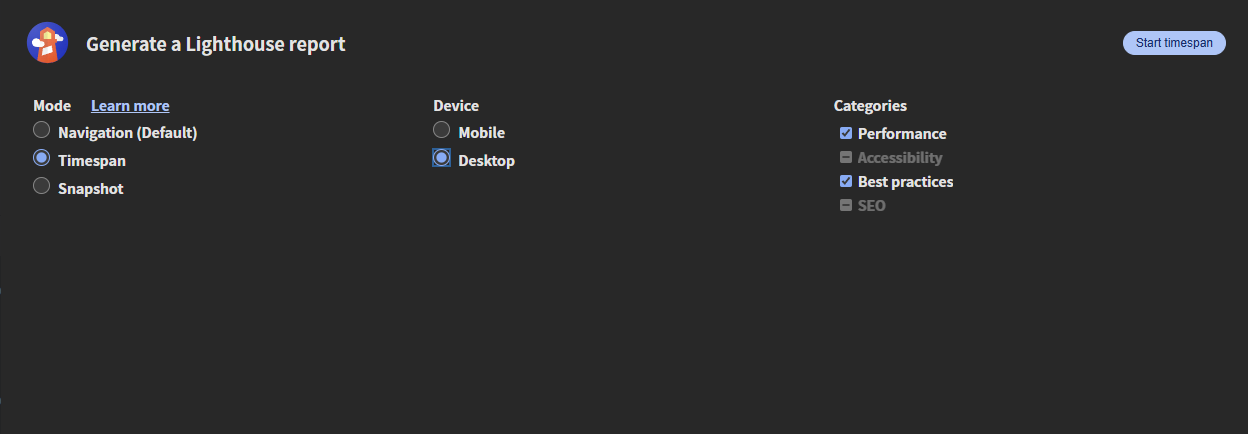 Generate a Lighthouse report
Start timespan
Mode Learn more
Navigation (Default)
Timespan
Snapshot
Device
Mobile
Desktop
Categories
Performance
Accessibility
Best practices
SEO